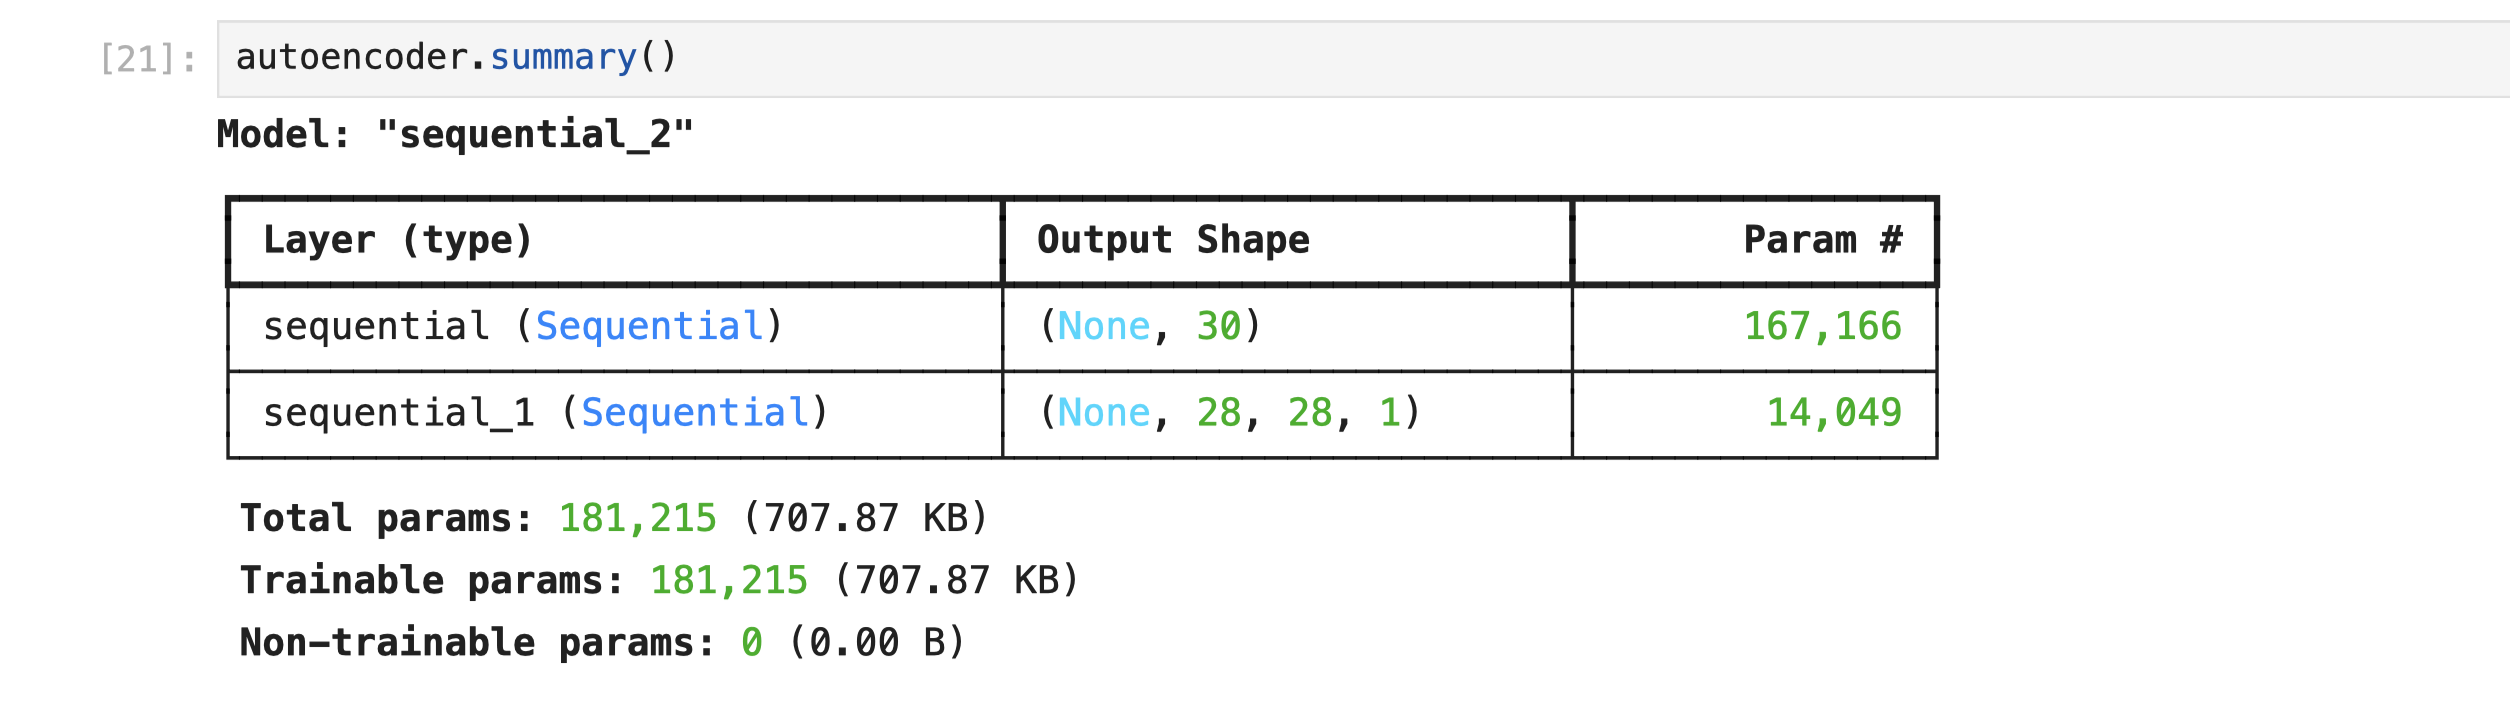 [21]: autoencoder.summary()
Model: "sequential_2"
Layer (type) Output Shape Param #
sequential (Sequential) (None, 30) 167,166
sequential_1 (Sequential) (None, 28, 28, 1) 14,049
Total params: 181,215 (707.87 KB)
Trainable params: 181,215 (707.87 KB)
Non-trainable params: 0 (0.00 B)